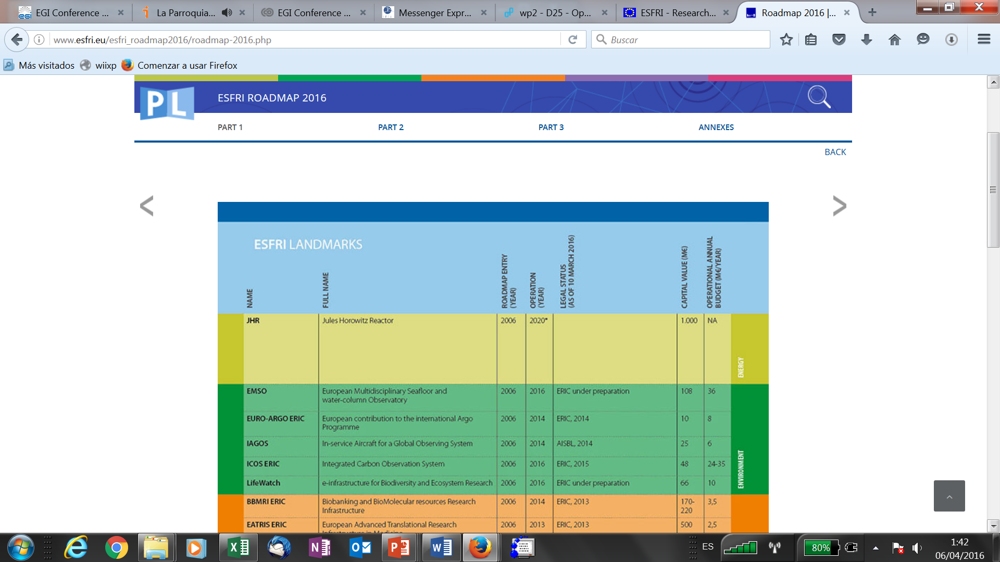 EGI Conference ...
La Parroquia...
EGI Conference ...
Messenger Expr...
wp2 - D25 - Op...
ESFRI - Research...
Roadmap 2016 |...
www.esfri.eu/esfri_roadmap2016/roadmap-2016.php
Buscar
Más visitados
wiixp
Comenzar a usar Firefox
PL
ESFRI ROADMAP 2016
PART 1
PART 2
PART 3
ANNEXES
BACK
ESFRI LANDMARKS
NAME
FULL NAME
ROADMAP ENTRY
(YEAR)
OPERATION
(YEAR)
LEGAL STATUS
(AS OF 10 MARCH 2016)
CAPITAL VALUE (M€)
OPERATIONAL ANNUAL
BUDGET (M€/YEAR)
JHR Jules Horowitz Reactor 2006 2020* 1.000 NA
ENERGY
EMSO European Multidisciplinary Seafloor and 2006 2016 ERIC under preparation 108 36
water-column Observatory
EURO-ARGO ERIC European contribution to the international Argo 2006 2014 ERIC, 2014 10 8
Programme
IAGOS In-service Aircraft for a Global Observing System 2006 2014 AISBL, 2014 25 6
ICOS ERIC Integrated Carbon Observation System 2006 2016 ERIC, 2015 48 24-35
LifeWatch e-infrastructure for Biodiversity and Ecosystem Research 2006 2016 ERIC under preparation 66 10
ENVIRONMENT
BBMRI ERIC Biobanking and BioMolecular resources Research 2006 2014 ERIC, 2013 170- 3,5
Infrastructure 220
EATRIS ERIC European Advanced Translational Research 2006 2013 ERIC, 2013 500 2,5
ES
80%
1:42
06/04/2016